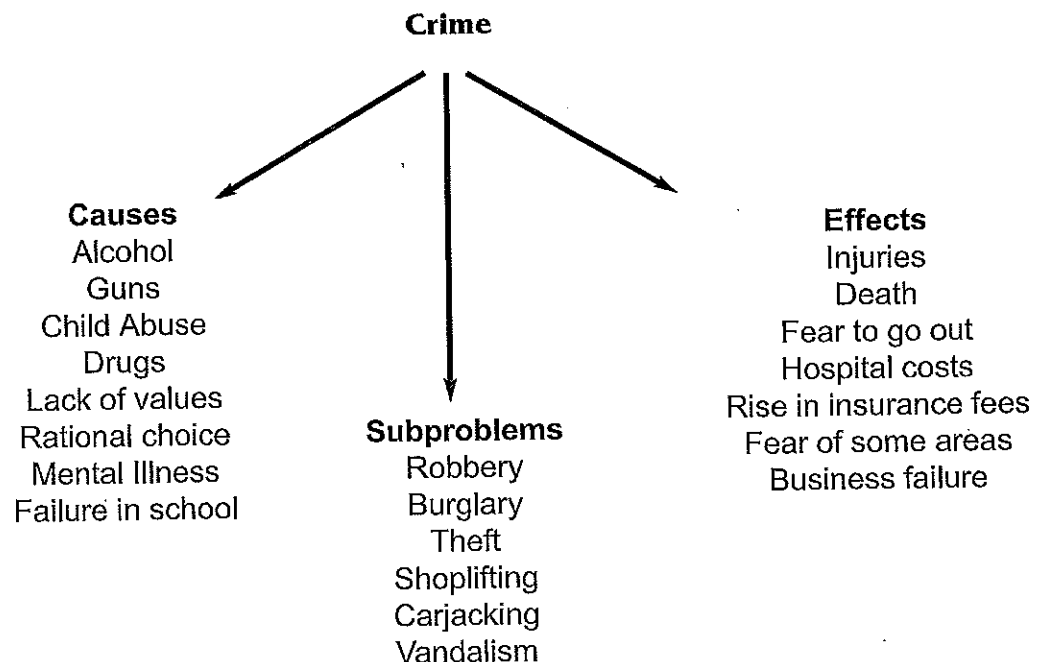 Crime
Causes
Alcohol
Guns
Child Abuse
Drugs
Lack of values
Rational choice
Mental Illness
Failure in school
Subproblems
Robbery
Burglary
Theft
Shoplifting
Carjacking
Vandalism
Effects
Injuries
Death
Fear to go out
Hospital costs
Rise in insurance fees
Fear of some areas
Business failure